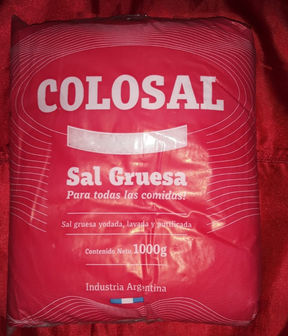 COLOSAL
Sal Gruesa
Para todas las comidas!
Sal gruesa yodada, lavada y purificada
Contenido Neto 1000g
Industria Argentina